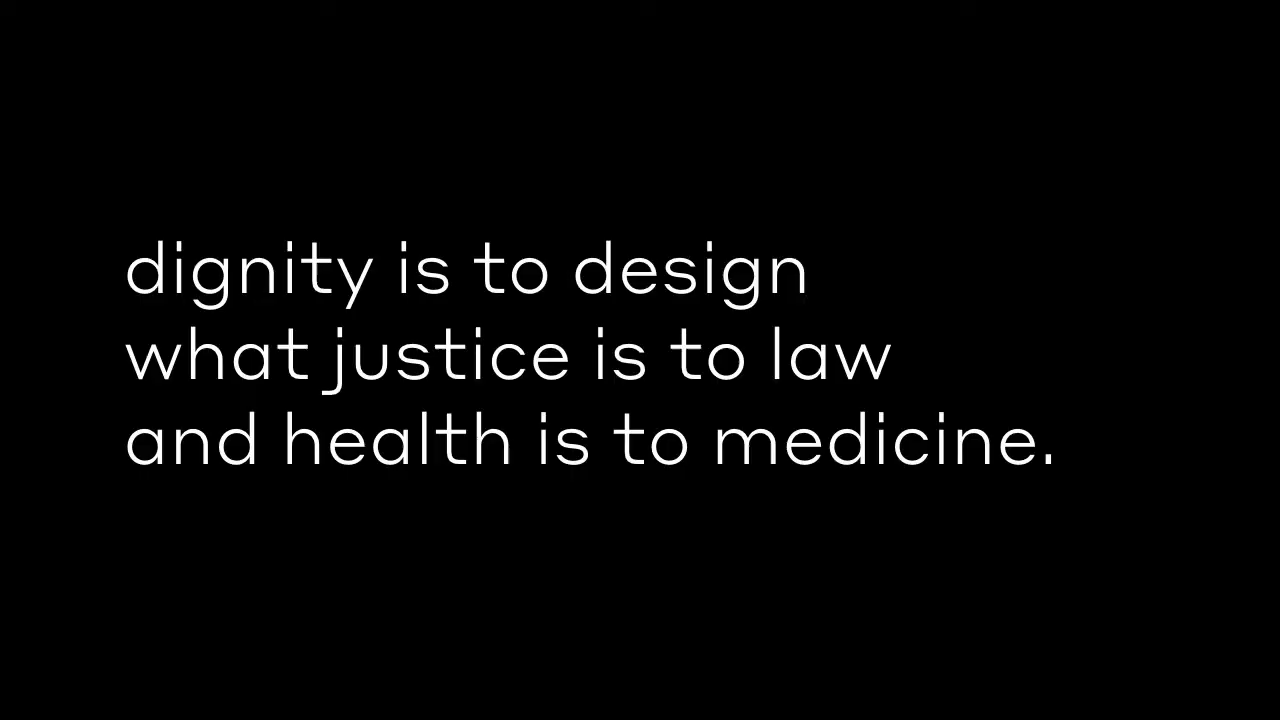 dignity is to design
what justice is to law
and health is to medicine.